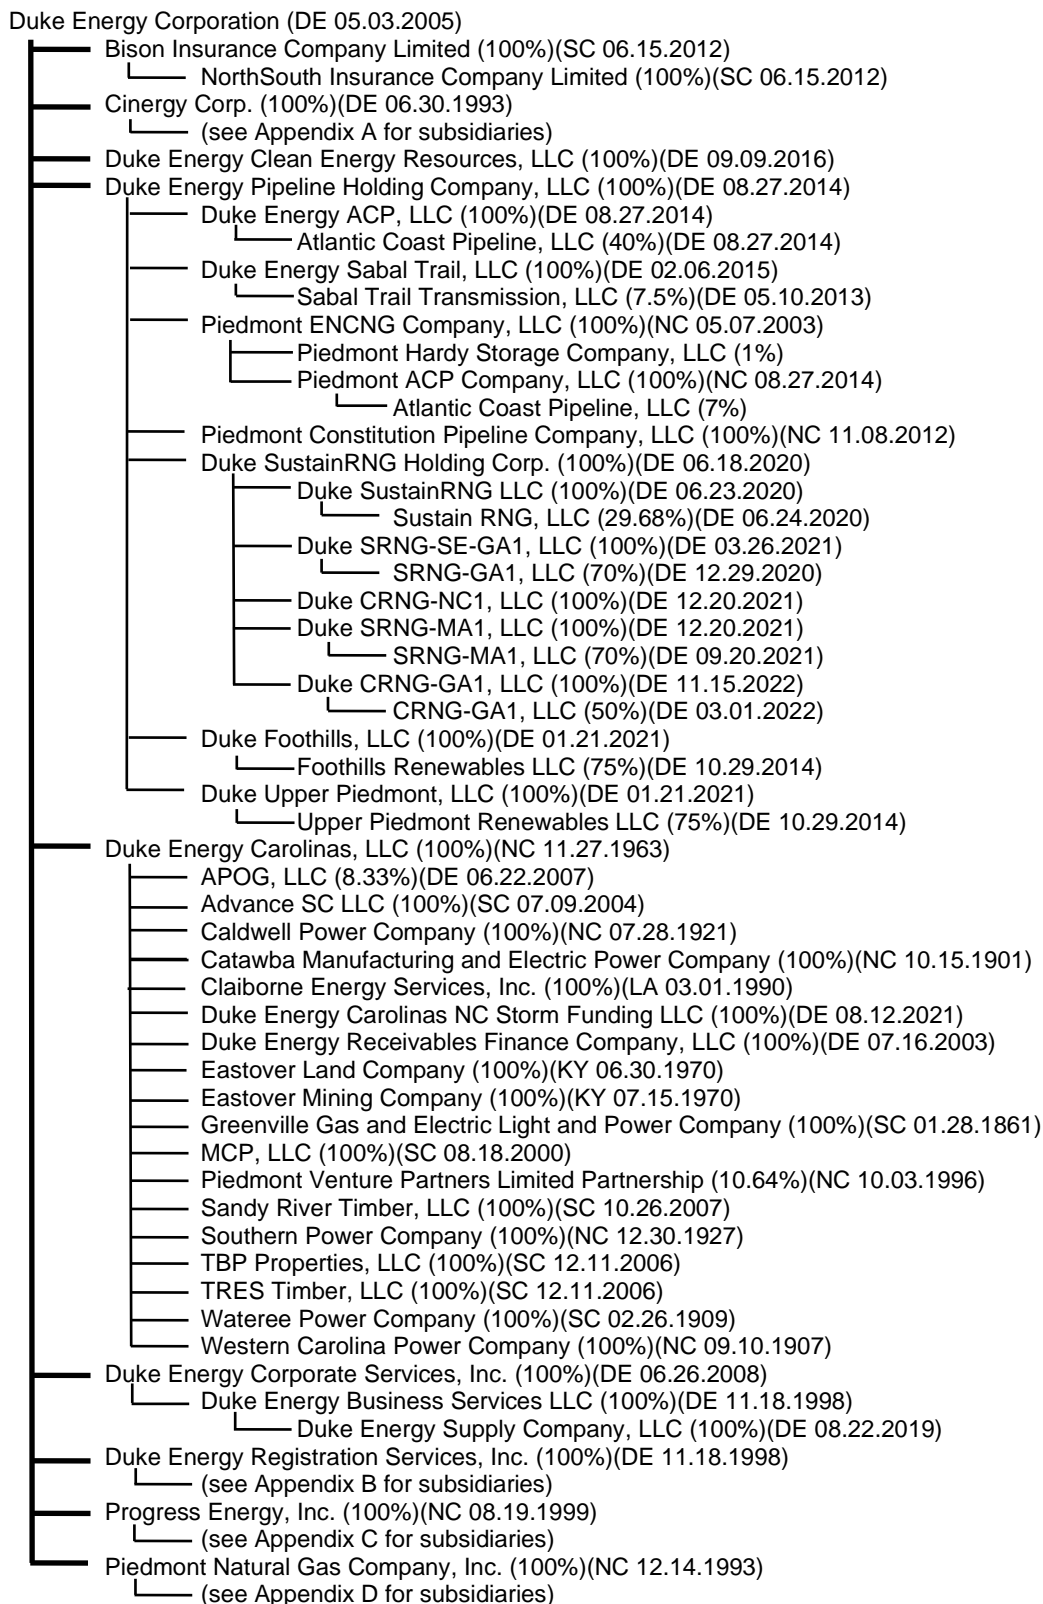 Duke Energy Corporation (DE 05.03.2005)
Bison Insurance Company Limited (100%)(SC 06.15.2012)
NorthSouth Insurance Company Limited (100%)(SC 06.15.2012)
Cinergy Corp. (100%)(DE 06.30.1993)
(see Appendix A for subsidiaries)
Duke Energy Clean Energy Resources, LLC (100%)(DE 09.09.2016)
Duke Energy Pipeline Holding Company, LLC (100%)(DE 08.27.2014)
Duke Energy ACP, LLC (100%)(DE 08.27.2014)
Atlantic Coast Pipeline, LLC (40%)(DE 08.27.2014)
Duke Energy Sabal Trail, LLC (100%)(DE 02.06.2015)
Sabal Trail Transmission, LLC (7.5%)(DE 05.10.2013)
Piedmont ENCNG Company, LLC (100%)(NC 05.07.2003)
Piedmont Hardy Storage Company, LLC (1%)
Piedmont ACP Company, LLC (100%)(NC 08.27.2014)
Atlantic Coast Pipeline, LLC (7%)
Piedmont Constitution Pipeline Company, LLC (100%)(NC 11.08.2012)
Duke SustainRNG Holding Corp. (100%)(DE 06.18.2020)
Duke SustainRNG LLC (100%)(DE 06.23.2020)
Sustain RNG, LLC (29.68%)(DE 06.24.2020)
Duke SRNG-SE-GA1, LLC (100%)(DE 03.26.2021)
SRNG-GA1, LLC (70%)(DE 12.29.2020)
Duke CRNG-NC1, LLC (100%)(DE 12.20.2021)
Duke SRNG-MA1, LLC (100%)(DE 12.20.2021)
SRNG-MA1, LLC (70%)(DE 09.20.2021)
Duke CRNG-GA1, LLC (100%)(DE 11.15.2022)
CRNG-GA1, LLC (50%)(DE 03.01.2022)
Duke Foothills, LLC (100%)(DE 01.21.2021)
Foothills Renewables LLC (75%)(DE 10.29.2014)
Duke Upper Piedmont, LLC (100%)(DE 01.21.2021)
Upper Piedmont Renewables LLC (75%)(DE 10.29.2014)
Duke Energy Carolinas, LLC (100%)(NC 11.27.1963)
APOG, LLC (8.33%)(DE 06.22.2007)
Advance SC LLC (100%)(SC 07.09.2004)
Caldwell Power Company (100%)(NC 07.28.1921)
Catawba Manufacturing and Electric Power Company (100%)(NC 10.15.1901)
Claiborne Energy Services, Inc. (100%)(LA 03.01.1990)
Duke Energy Carolinas NC Storm Funding LLC (100%)(DE 08.12.2021)
Duke Energy Receivables Finance Company, LLC (100%)(DE 07.16.2003)
Eastover Land Company (100%)(KY 06.30.1970)
Eastover Mining Company (100%)(KY 07.15.1970)
Greenville Gas and Electric Light and Power Company (100%)(SC 01.28.1861)
MCP, LLC (100%)(SC 08.18.2000)
Piedmont Venture Partners Limited Partnership (10.64%)(NC 10.03.1996)
Sandy River Timber, LLC (100%)(SC 10.26.2007)
Southern Power Company (100%)(NC 12.30.1927)
TBP Properties, LLC (100%)(SC 12.11.2006)
TRES Timber, LLC (100%)(SC 12.11.2006)
Wateree Power Company (100%)(SC 02.26.1909)
Western Carolina Power Company (100%)(NC 09.10.1907)
Duke Energy Corporate Services, Inc. (100%)(DE 06.26.2008)
Duke Energy Business Services LLC (100%)(DE 11.18.1998)
Duke Energy Supply Company, LLC (100%)(DE 08.22.2019)
Duke Energy Registration Services, Inc. (100%)(DE 11.18.1998)
(see Appendix B for subsidiaries)
Progress Energy, Inc. (100%)(NC 08.19.1999)
(see Appendix C for subsidiaries)
Piedmont Natural Gas Company, Inc. (100%)(NC 12.14.1993)
(see Appendix D for subsidiaries)